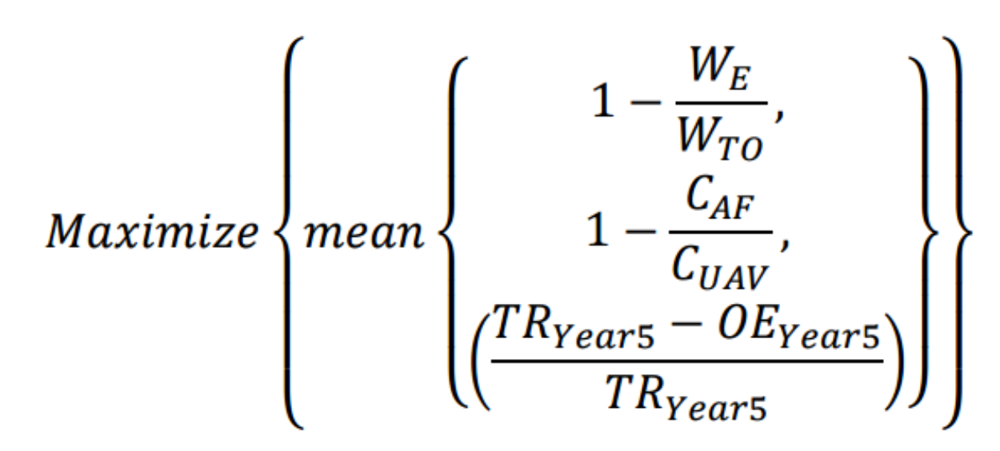 Maximize { mean { 1 − W_E / W_TO ,
1 − C_AF / C_UAV ,
( (TR_Year5 − OE_Year5) / TR_Year5 ) } }